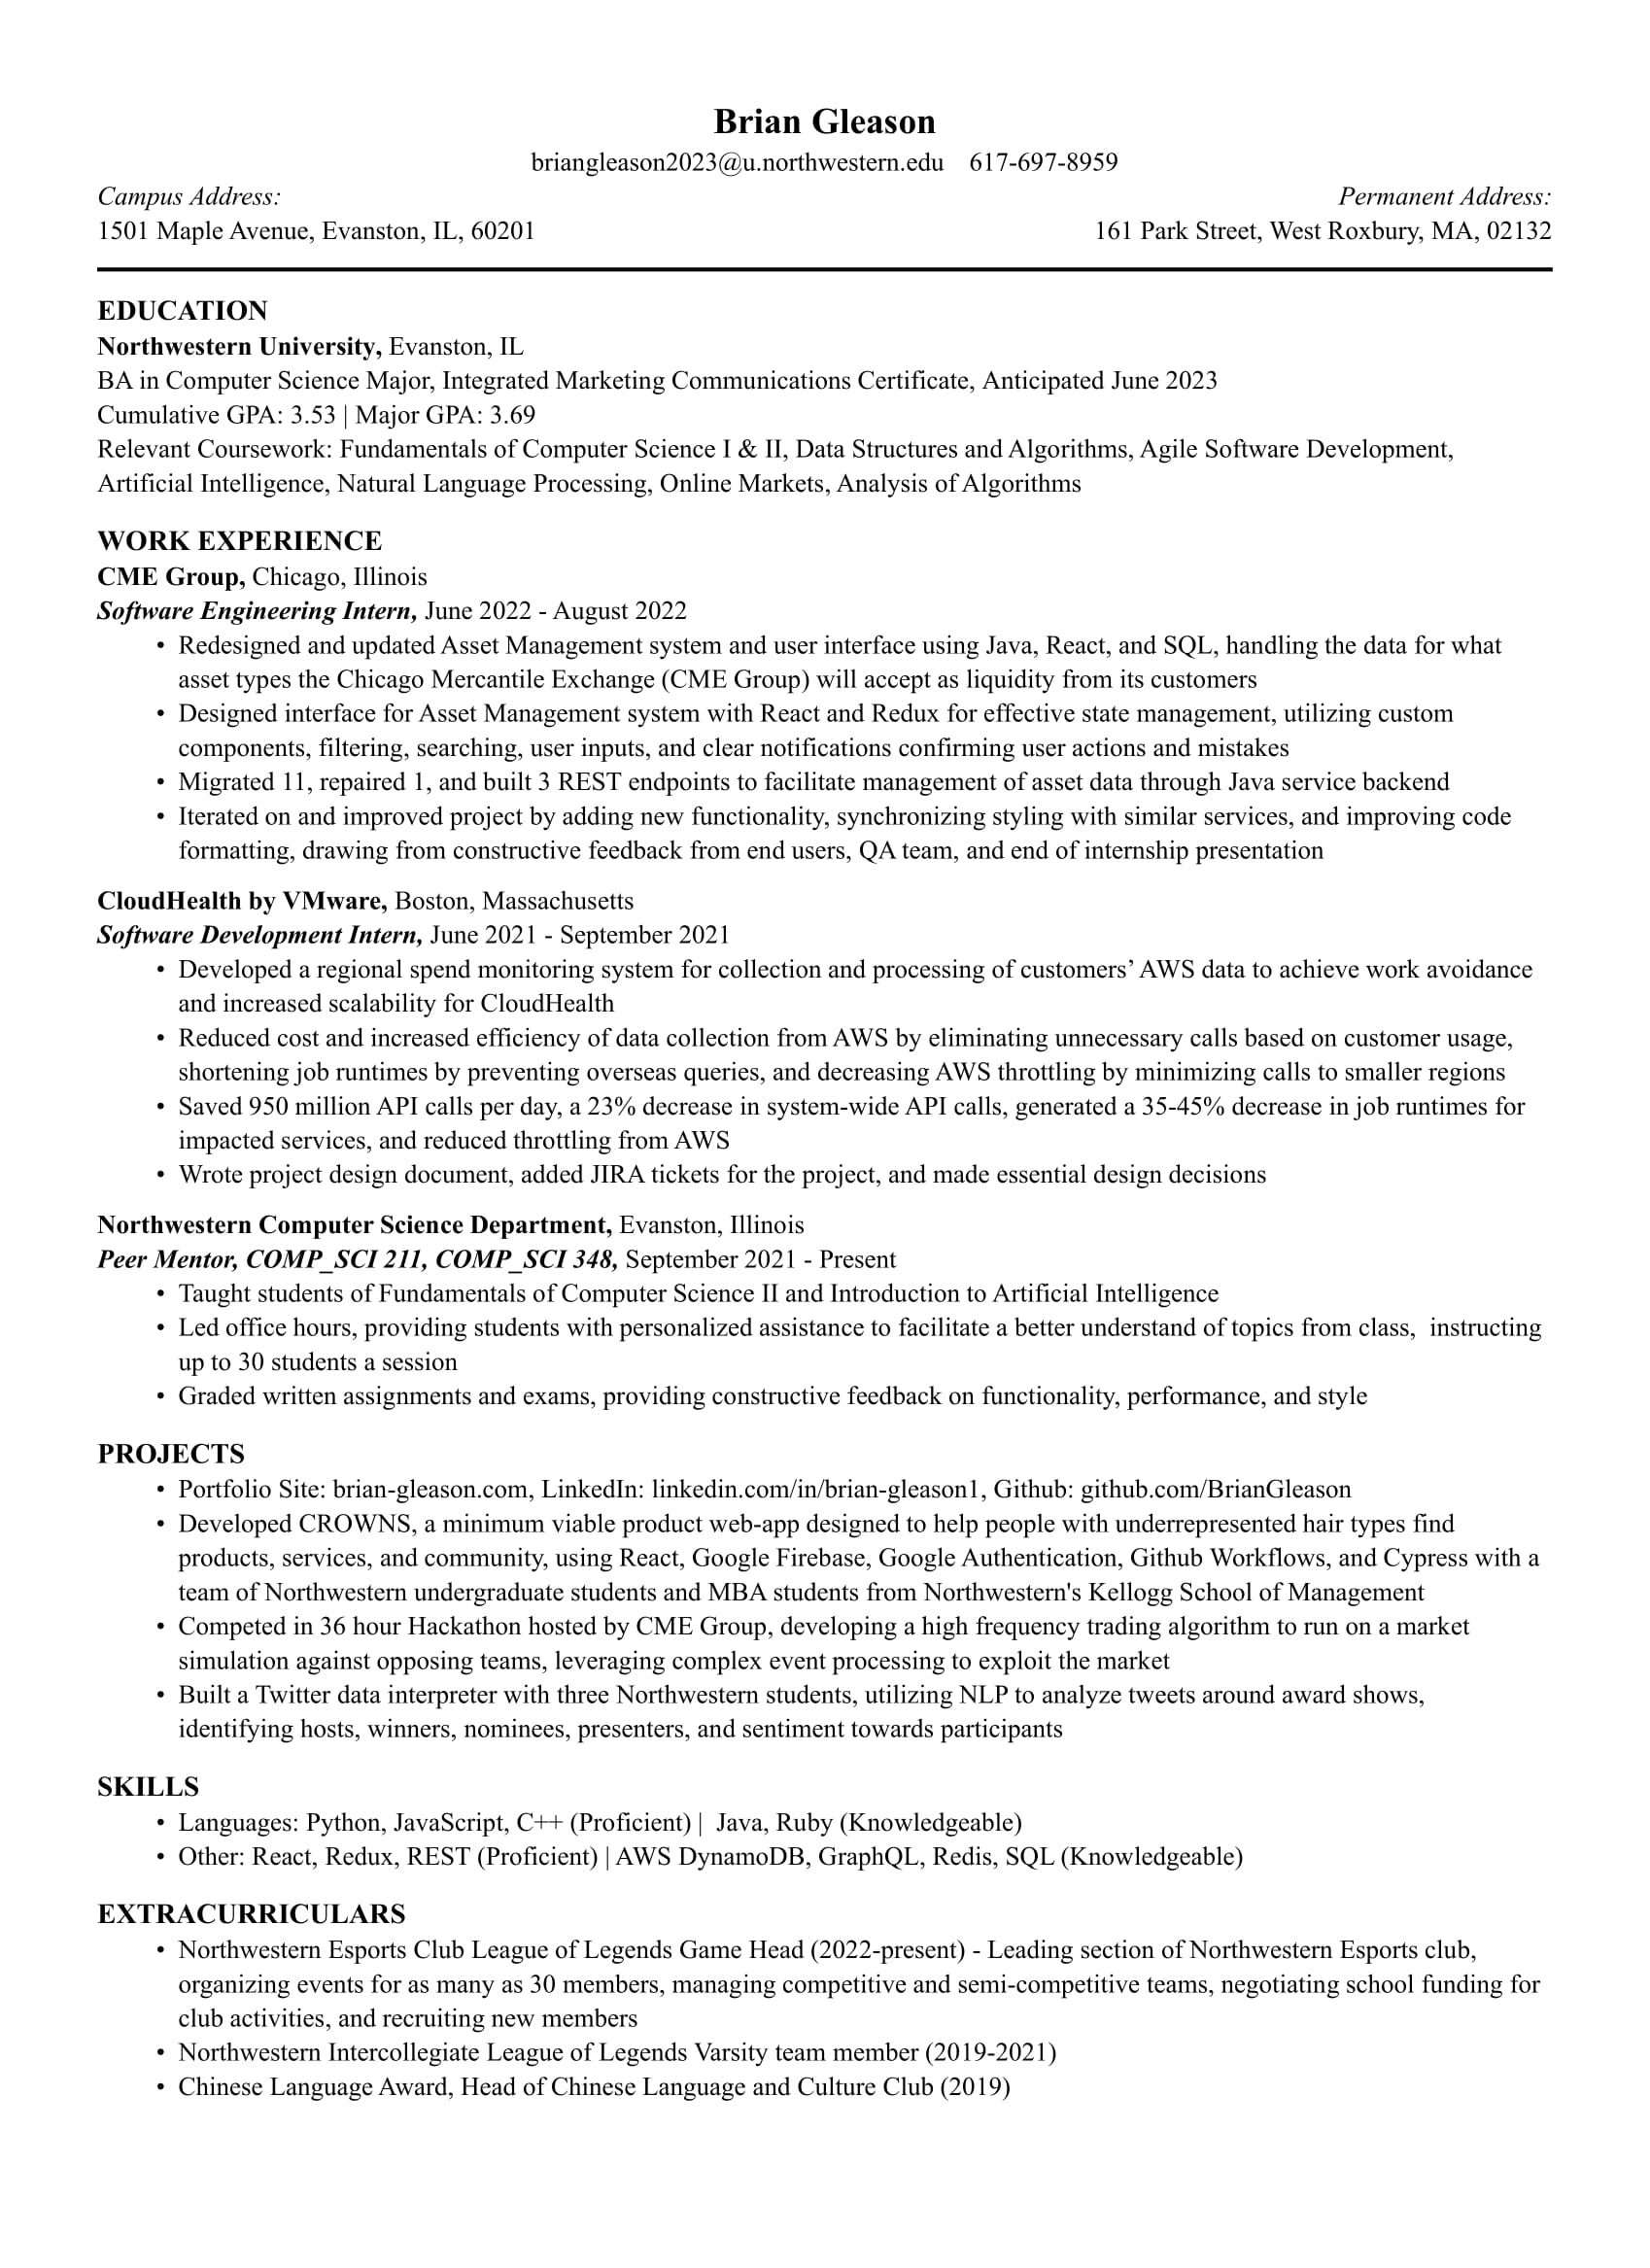 Brian Gleason
briangleason2023@u.northwestern.edu 617-697-8959
Campus Address: Permanent Address:
1501 Maple Avenue, Evanston, IL, 60201 161 Park Street, West Roxbury, MA, 02132
EDUCATION
Northwestern University, Evanston, IL
BA in Computer Science Major, Integrated Marketing Communications Certificate, Anticipated June 2023
Cumulative GPA: 3.53 | Major GPA: 3.69
Relevant Coursework: Fundamentals of Computer Science I & II, Data Structures and Algorithms, Agile Software Development,
Artificial Intelligence, Natural Language Processing, Online Markets, Analysis of Algorithms
WORK EXPERIENCE
CME Group, Chicago, Illinois
Software Engineering Intern, June 2022 - August 2022
• Redesigned and updated Asset Management system and user interface using Java, React, and SQL, handling the data for what
asset types the Chicago Mercantile Exchange (CME Group) will accept as liquidity from its customers
• Designed interface for Asset Management system with React and Redux for effective state management, utilizing custom
components, filtering, searching, user inputs, and clear notifications confirming user actions and mistakes
• Migrated 11, repaired 1, and built 3 REST endpoints to facilitate management of asset data through Java service backend
• Iterated on and improved project by adding new functionality, synchronizing styling with similar services, and improving code
formatting, drawing from constructive feedback from end users, QA team, and end of internship presentation
CloudHealth by VMware, Boston, Massachusetts
Software Development Intern, June 2021 - September 2021
• Developed a regional spend monitoring system for collection and processing of customers’ AWS data to achieve work avoidance
and increased scalability for CloudHealth
• Reduced cost and increased efficiency of data collection from AWS by eliminating unnecessary calls based on customer usage,
shortening job runtimes by preventing overseas queries, and decreasing AWS throttling by minimizing calls to smaller regions
• Saved 950 million API calls per day, a 23% decrease in system-wide API calls, generated a 35-45% decrease in job runtimes for
impacted services, and reduced throttling from AWS
• Wrote project design document, added JIRA tickets for the project, and made essential design decisions
Northwestern Computer Science Department, Evanston, Illinois
Peer Mentor, COMP_SCI 211, COMP_SCI 348, September 2021 - Present
• Taught students of Fundamentals of Computer Science II and Introduction to Artificial Intelligence
• Led office hours, providing students with personalized assistance to facilitate a better understand of topics from class, instructing
up to 30 students a session
• Graded written assignments and exams, providing constructive feedback on functionality, performance, and style
PROJECTS
• Portfolio Site: brian-gleason.com, LinkedIn: linkedin.com/in/brian-gleason1, Github: github.com/BrianGleason
• Developed CROWNS, a minimum viable product web-app designed to help people with underrepresented hair types find
products, services, and community, using React, Google Firebase, Google Authentication, Github Workflows, and Cypress with a
team of Northwestern undergraduate students and MBA students from Northwestern's Kellogg School of Management
• Competed in 36 hour Hackathon hosted by CME Group, developing a high frequency trading algorithm to run on a market
simulation against opposing teams, leveraging complex event processing to exploit the market
• Built a Twitter data interpreter with three Northwestern students, utilizing NLP to analyze tweets around award shows,
identifying hosts, winners, nominees, presenters, and sentiment towards participants
SKILLS
• Languages: Python, JavaScript, C++ (Proficient) | Java, Ruby (Knowledgeable)
• Other: React, Redux, REST (Proficient) | AWS DynamoDB, GraphQL, Redis, SQL (Knowledgeable)
EXTRACURRICULARS
• Northwestern Esports Club League of Legends Game Head (2022-present) - Leading section of Northwestern Esports club,
organizing events for as many as 30 members, managing competitive and semi-competitive teams, negotiating school funding for
club activities, and recruiting new members
• Northwestern Intercollegiate League of Legends Varsity team member (2019-2021)
• Chinese Language Award, Head of Chinese Language and Culture Club (2019)